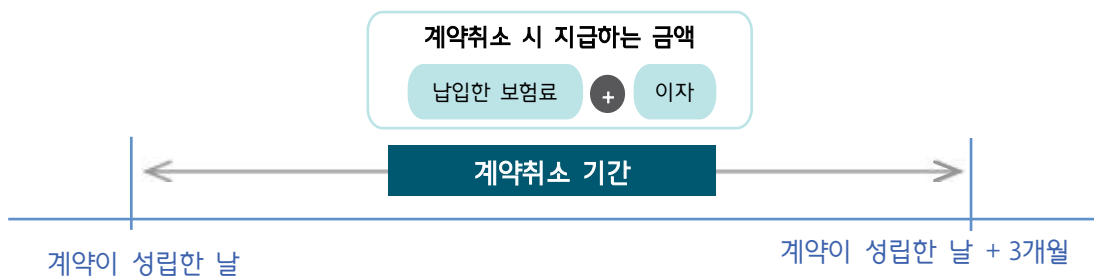 계약취소 시 지급하는 금액
납입한 보험료 + 이자
계약취소 기간
계약이 성립한 날
계약이 성립한 날 + 3개월